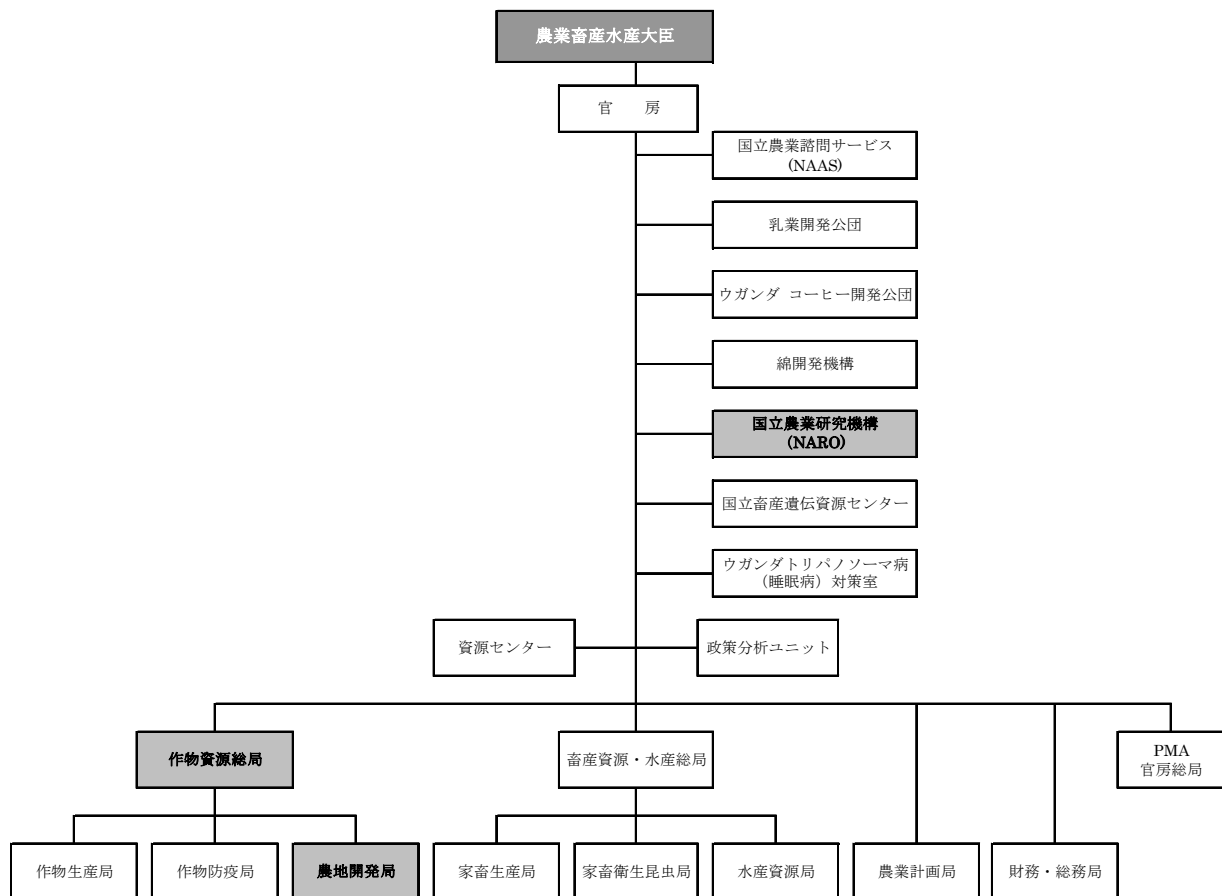 農業畜産水産大臣
官　　房
国立農業諮問サービス
(NAAS)
乳業開発公団
ウガンダ コーヒー開発公団
綿開発機構
国立農業研究機構
(NARO)
国立畜産遺伝資源センター
ウガンダトリパノソーマ病
（睡眠病）対策室
資源センター
政策分析ユニット
作物資源総局
畜産資源・水産総局
PMA
官房総局
作物生産局
作物防疫局
農地開発局
家畜生産局
家畜衛生昆虫局
水産資源局
農業計画局
財務・総務局